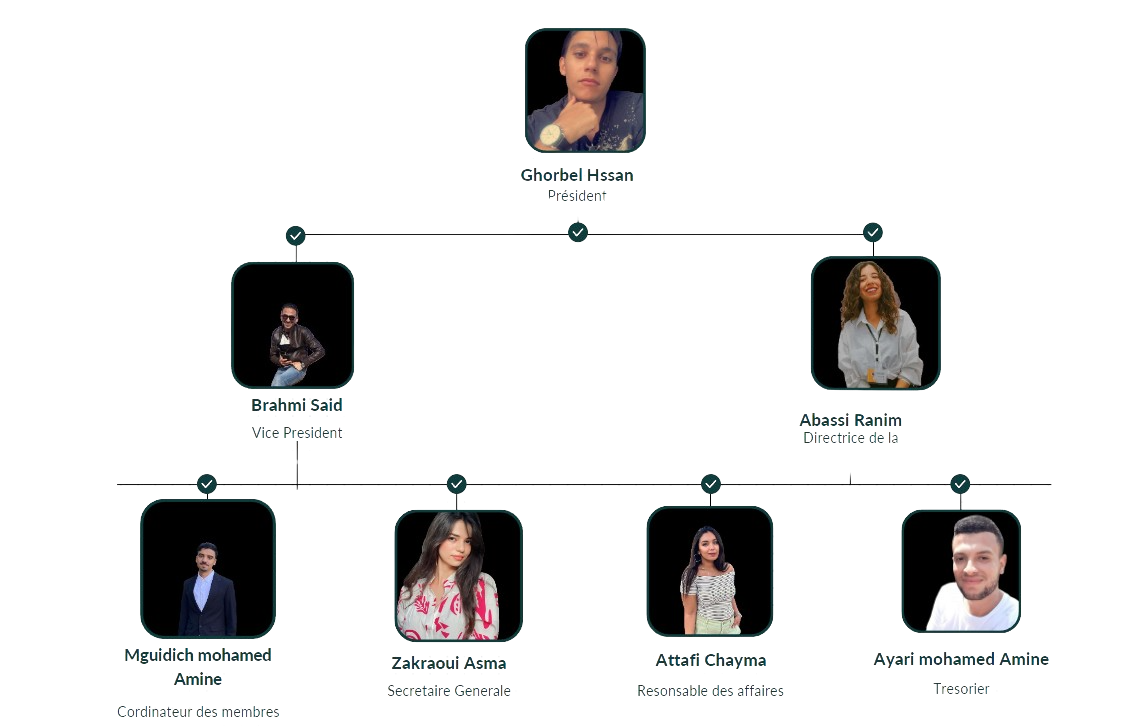 Ghorbel Hssan
Président
Brahmi Said
Vice President
Abassi Ranim
Directrice de la
Mguidich mohamed
Amine
Cordinateur des membres
Zakraoui Asma
Secretaire Generale
Attafi Chayma
Resonsable des affaires
Ayari mohamed Amine
Tresorier